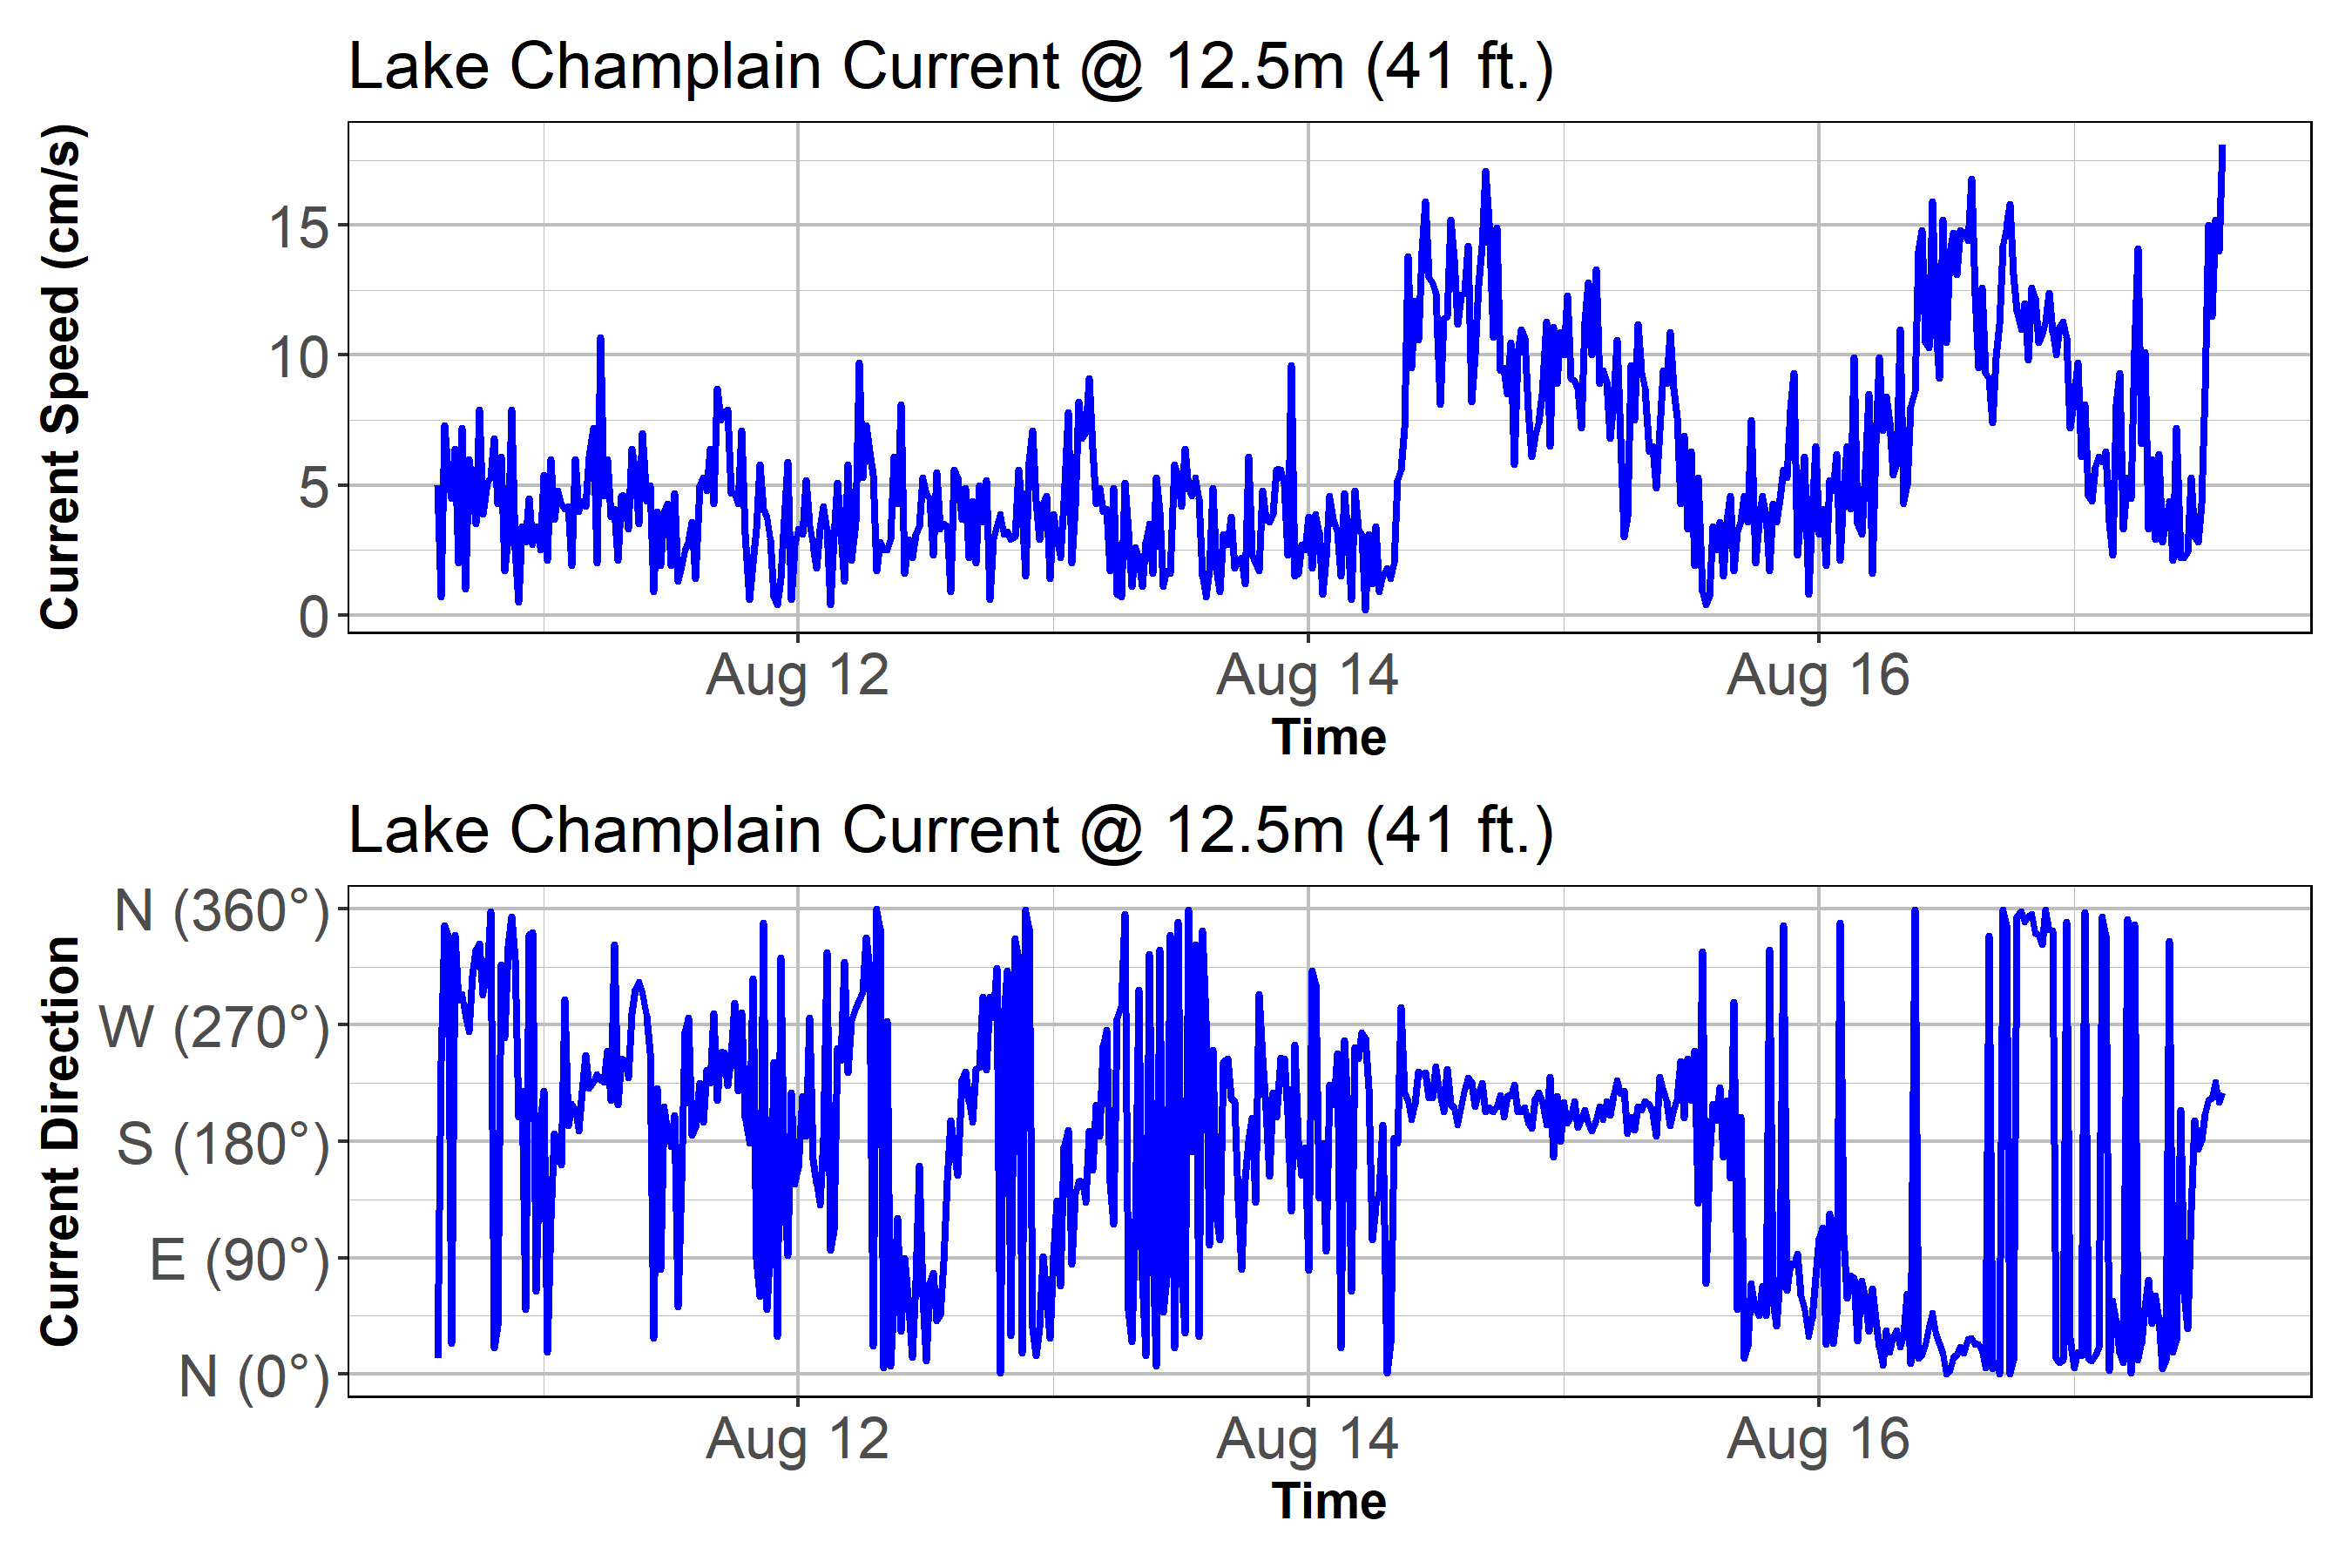 Lake Champlain Current @ 12.5m (41 ft.)
Current Speed (cm/s)
15
10
5
0
Aug 12 Aug 14 Aug 16
Time
Lake Champlain Current @ 12.5m (41 ft.)
Current Direction
N (360°)
W (270°)
S (180°)
E (90°)
N (0°)
Aug 12 Aug 14 Aug 16
Time